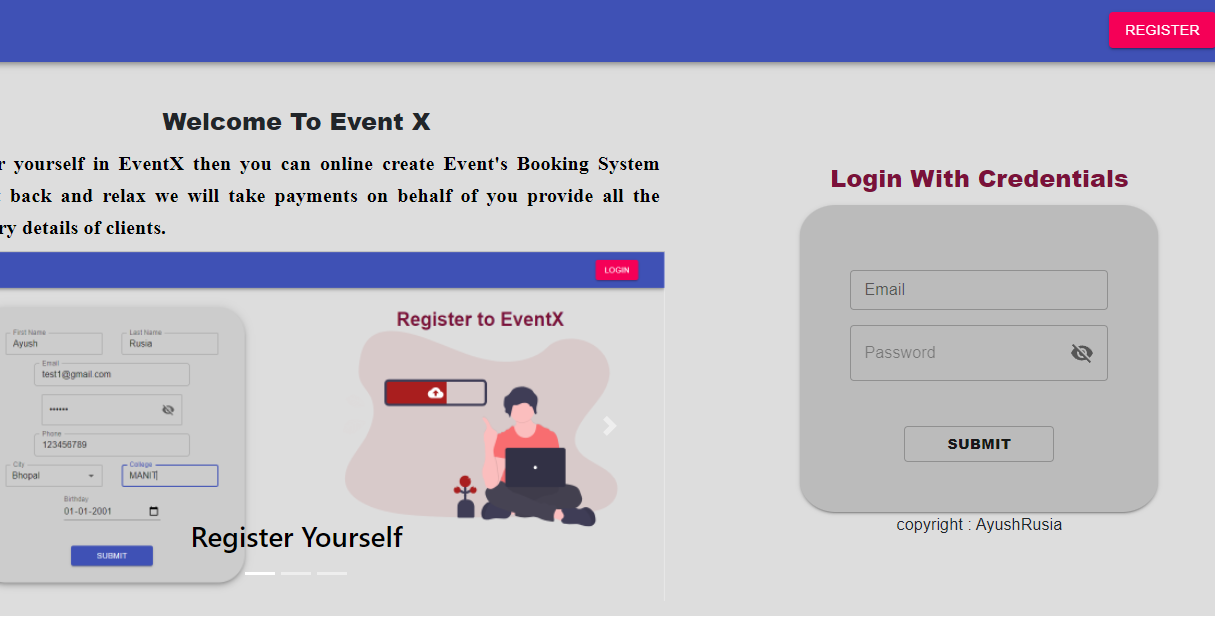 REGISTER
Welcome To Event X
r yourself in EventX then you can online create Event's Booking System
t back and relax we will take payments on behalf of you provide all the
ry details of clients.
LOGIN
Register to EventX
First Name
Last Name
Ayush
Rusia
Email
test1@gmail.com
••••••
Phone
123456789
City
College
Bhopal
MANIT
Birthday
01-01-2001
SUBMIT
Register Yourself
Login With Credentials
Email
Password
SUBMIT
copyright : AyushRusia